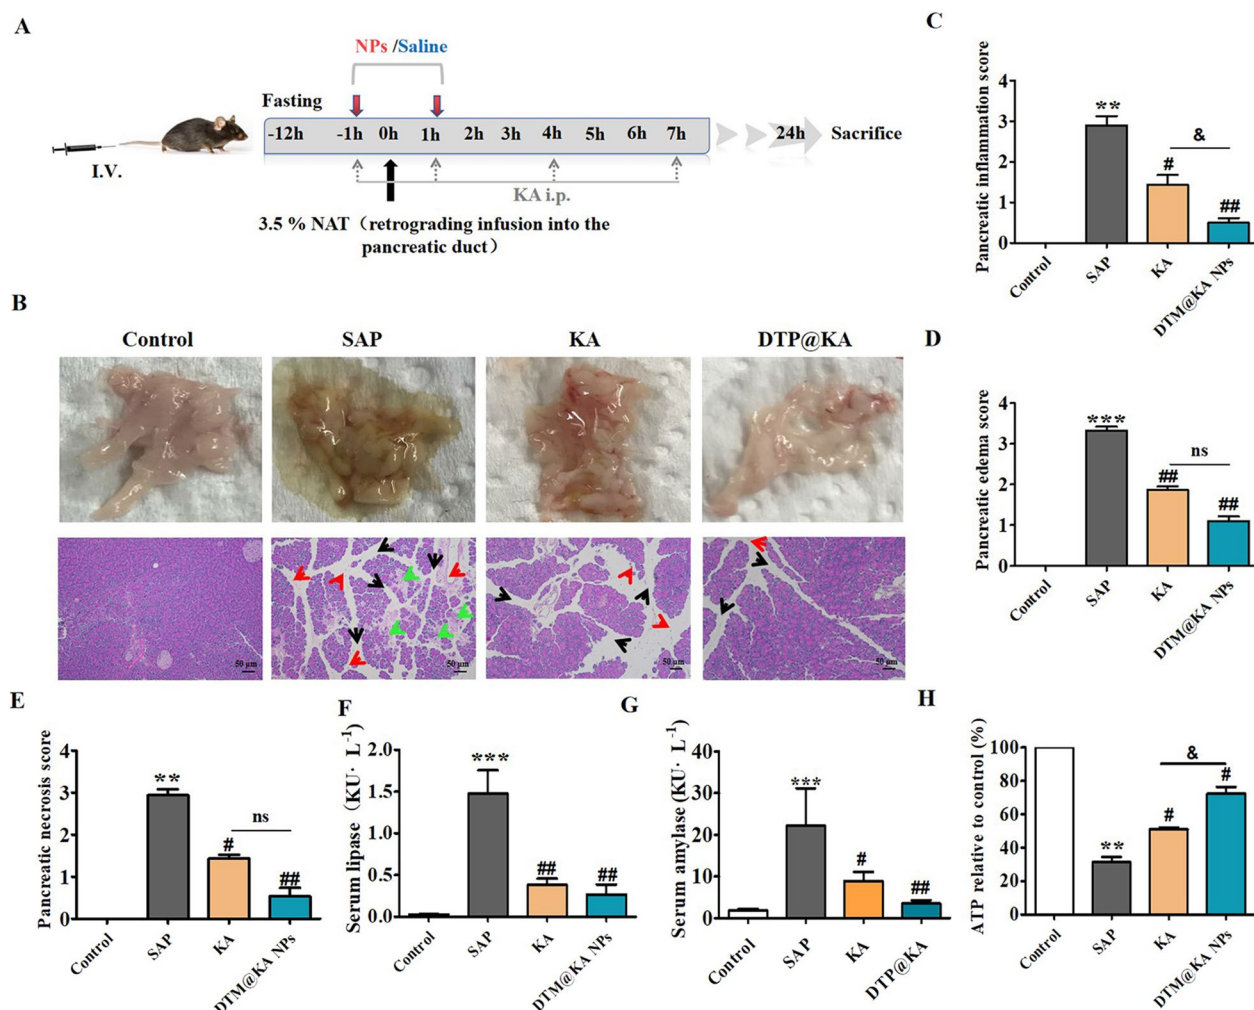 A
NPs /Saline
Fasting
-12h -1h 0h 1h 2h 3h 4h 5h 6h 7h 24h Sacrifice
I.V.
KA i.p.
3.5 % NAT（retrograding infusion into the
pancreatic duct）
B
Control SAP KA DTP@KA
50 μm 50 μm 50 μm 50 μm
C
Pancreatic inflammation score
4
3
2
1
0
**
#
&
##
Control SAP KA DTM@KA NPs
D
Pancreatic edema score
4
3
2
1
0
***
##
ns
##
Control SAP KA DTM@KA NPs
E
Pancreatic necrosis score
4
3
2
1
0
**
#
ns
##
Control SAP KA DTM@KA NPs
F
Serum lipase（KU· L⁻¹)
2.0
1.5
1.0
0.5
0.0
***
##
##
Control SAP KA DTM@KA NPs
G
Serum amylase(KU· L⁻¹)
40
30
20
10
0
***
#
##
Control SAP KA DTP@KA
H
ATP relative to control (%)
100
80
60
40
20
0
**
#
&
#
Control SAP KA DTM@KA NPs